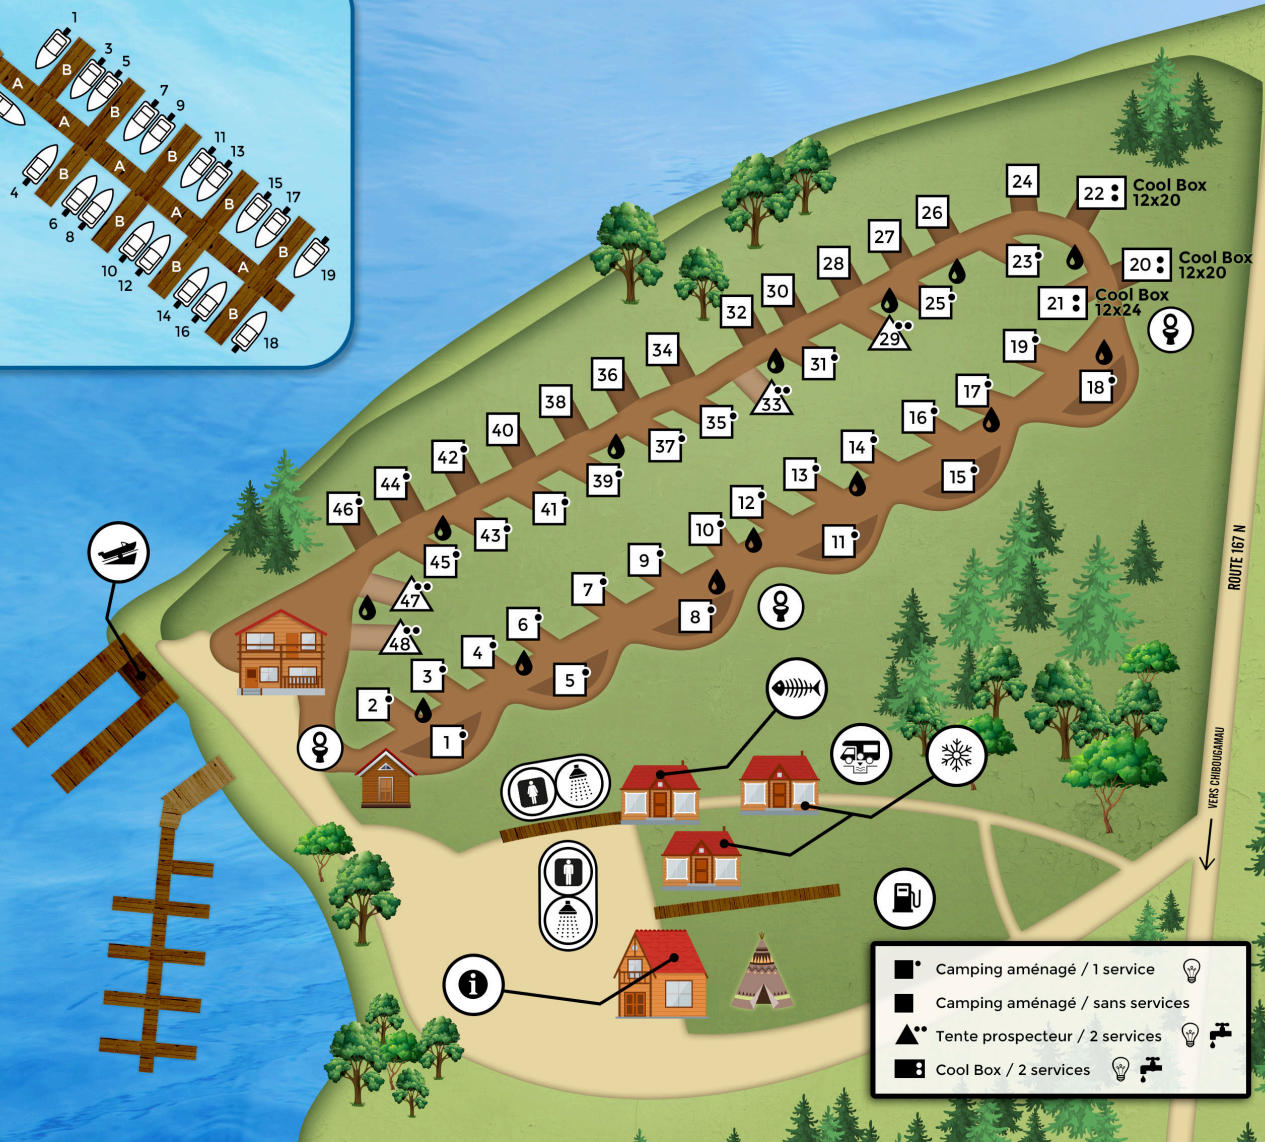 1
3
5
7
9
11
13
15
17
19
4
6
8
10
12
14
16
18
A
A
A
A
A
B
B
B
B
B
B
B
B
B
24
22 Cool Box
12x20
26
27
23
20 Cool Box
12x20
28
25
21 Cool Box
12x24
30
32
29
19
34
31
18
36
33
17
38
35
16
40
37
14
15
42
39
13
44
41
12
46
43
10
11
45
9
47
7
8
48
6
4
5
3
2
1
ROUTE 167 N
VERS CHIBOUGAMAU
i
Camping aménagé / 1 service
Camping aménagé / sans services
Tente prospecteur / 2 services
Cool Box / 2 services